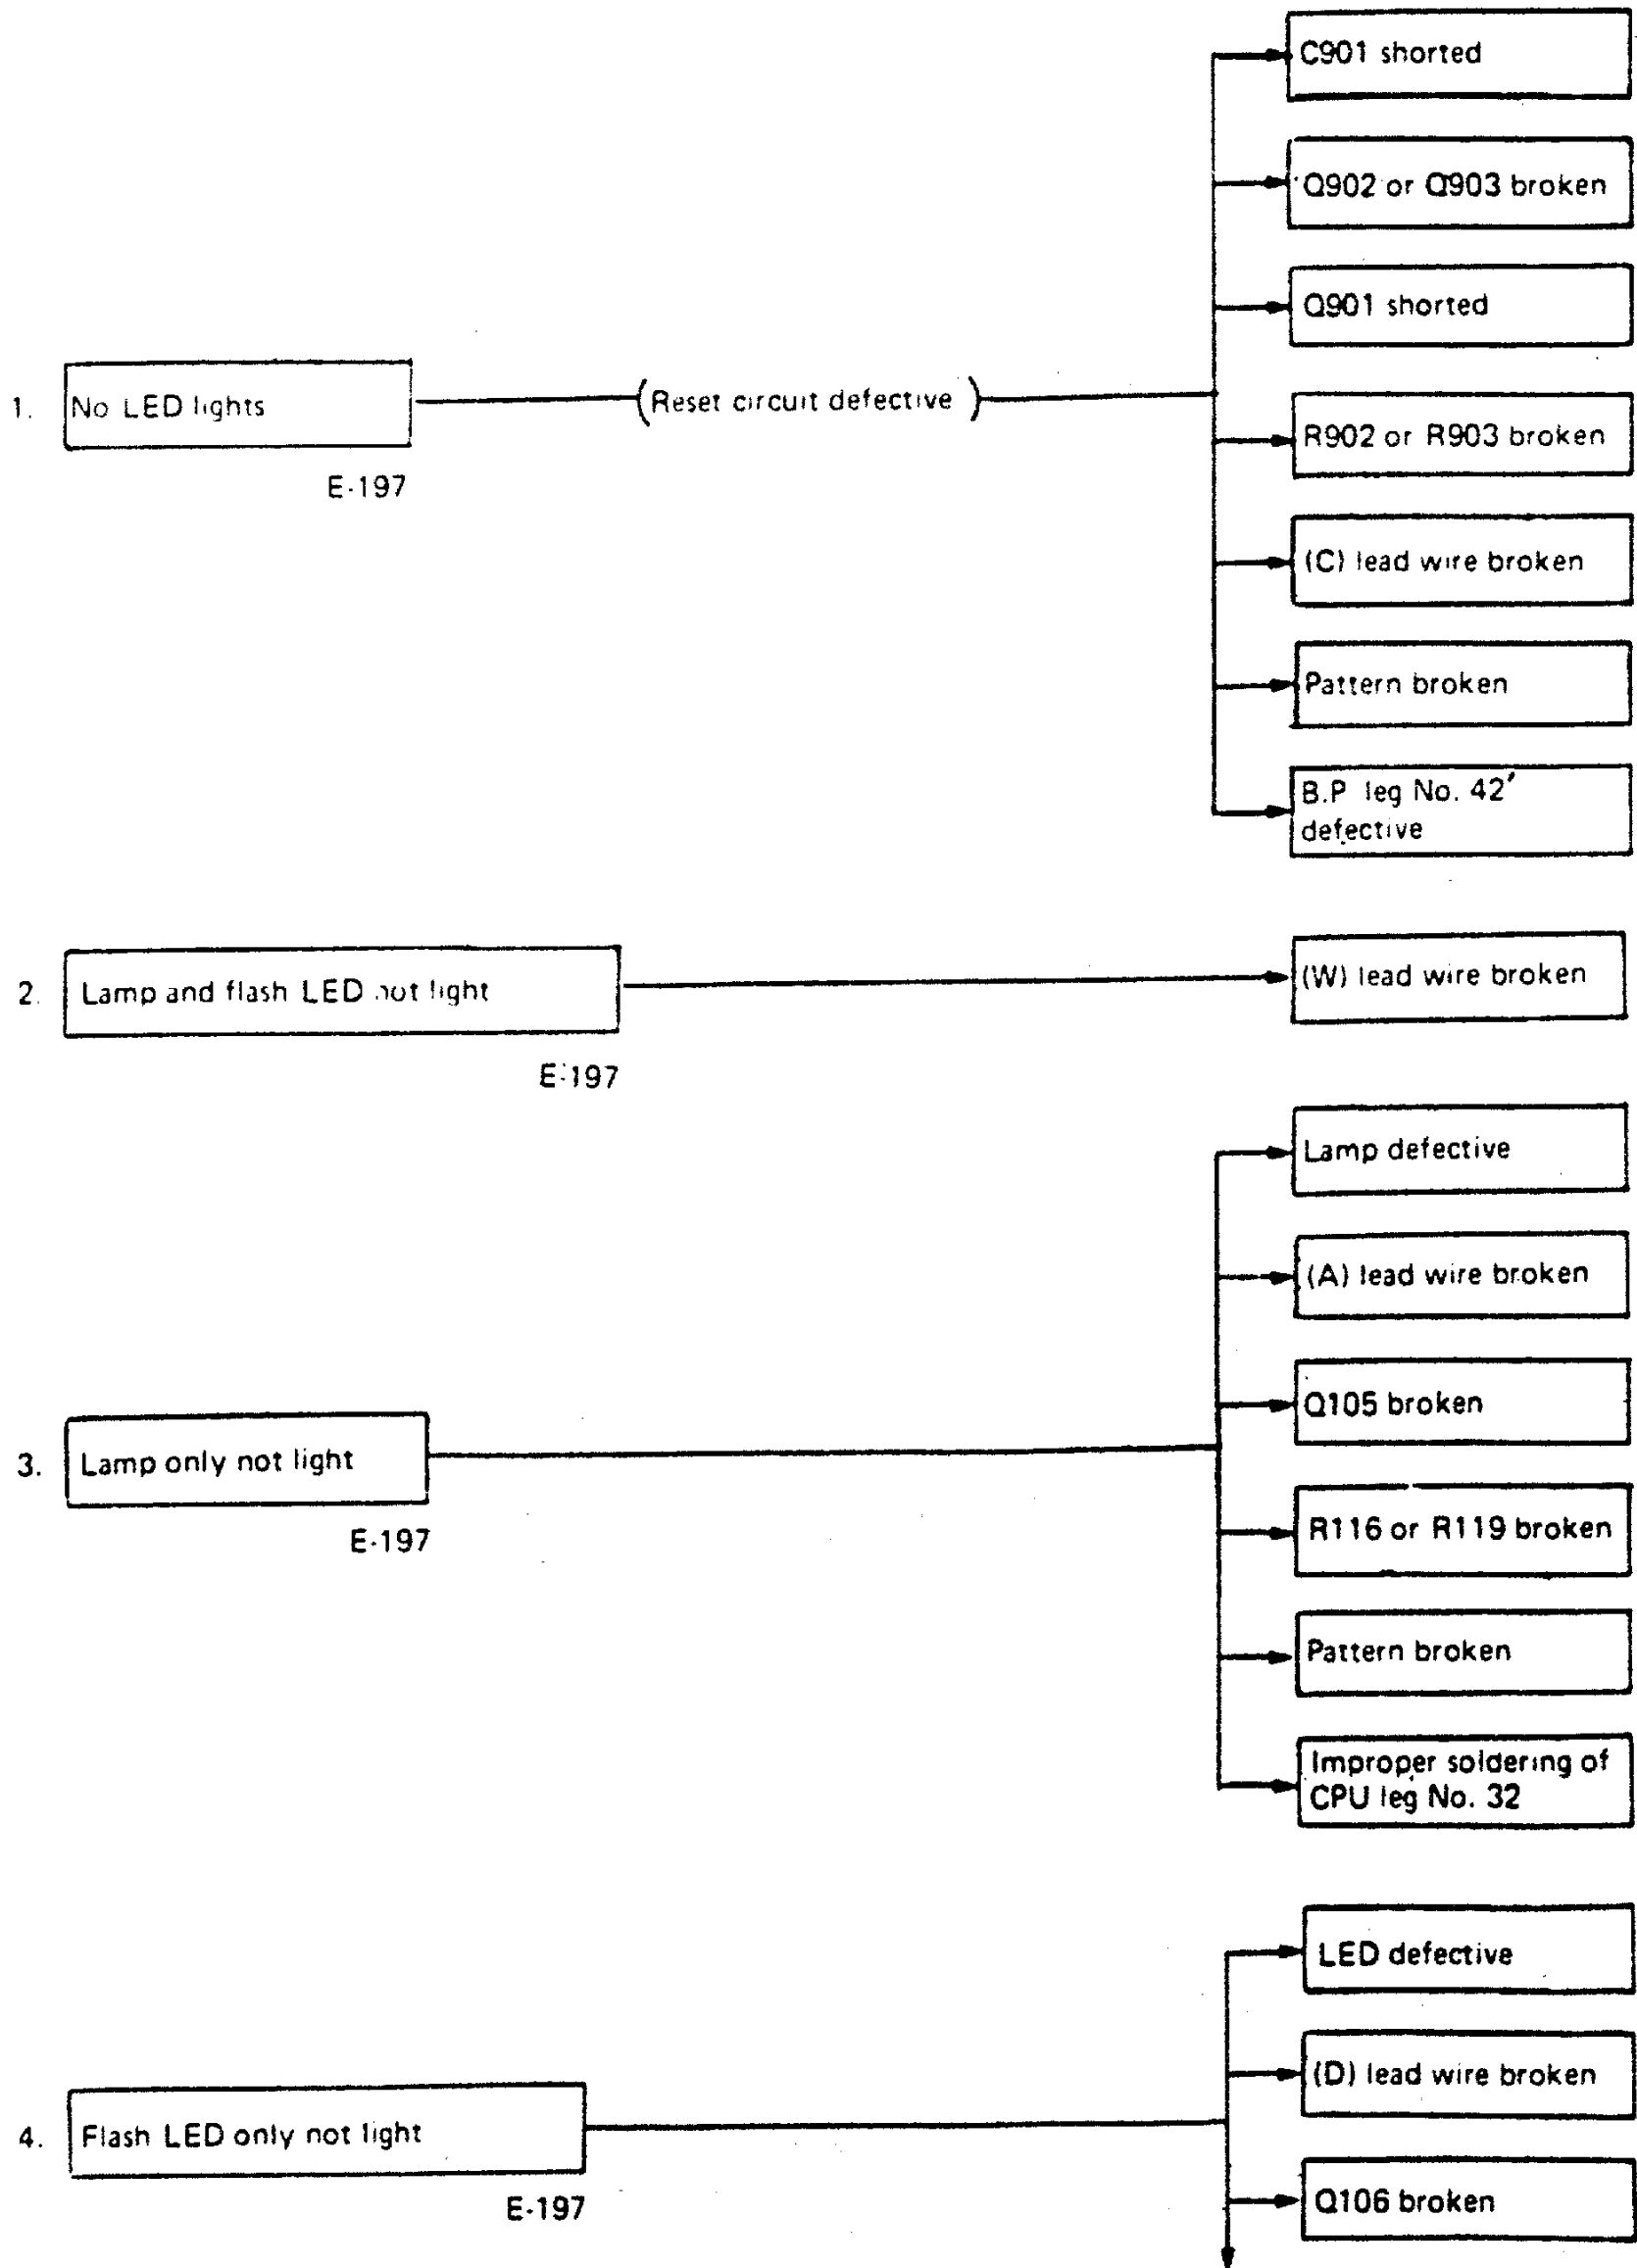 C901 shorted
Q902 or Q903 broken
Q901 shorted
1. No LED lights
(Reset circuit defective)
R902 or R903 broken
E-197
(C) lead wire broken
Pattern broken
B.P leg No. 42'
defective
2. Lamp and flash LED not light
(W) lead wire broken
E-197
Lamp defective
(A) lead wire broken
Q105 broken
3. Lamp only not light
R116 or R119 broken
E-197
Pattern broken
Improper soldering of
CPU leg No. 32
LED defective
(D) lead wire broken
4. Flash LED only not light
Q106 broken
E-197